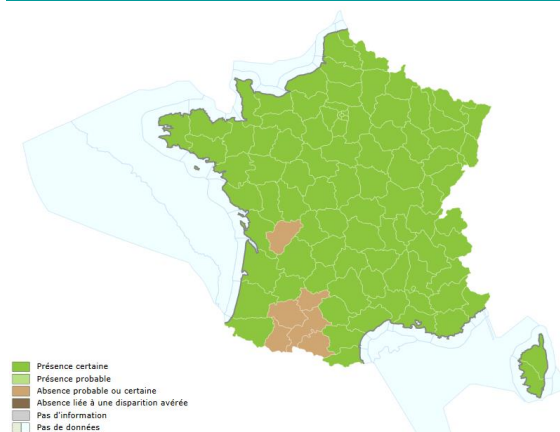 Présence certaine
Présence probable
Absence probable ou certaine
Absence liée à une disparition avérée
Pas d'information
Pas de données